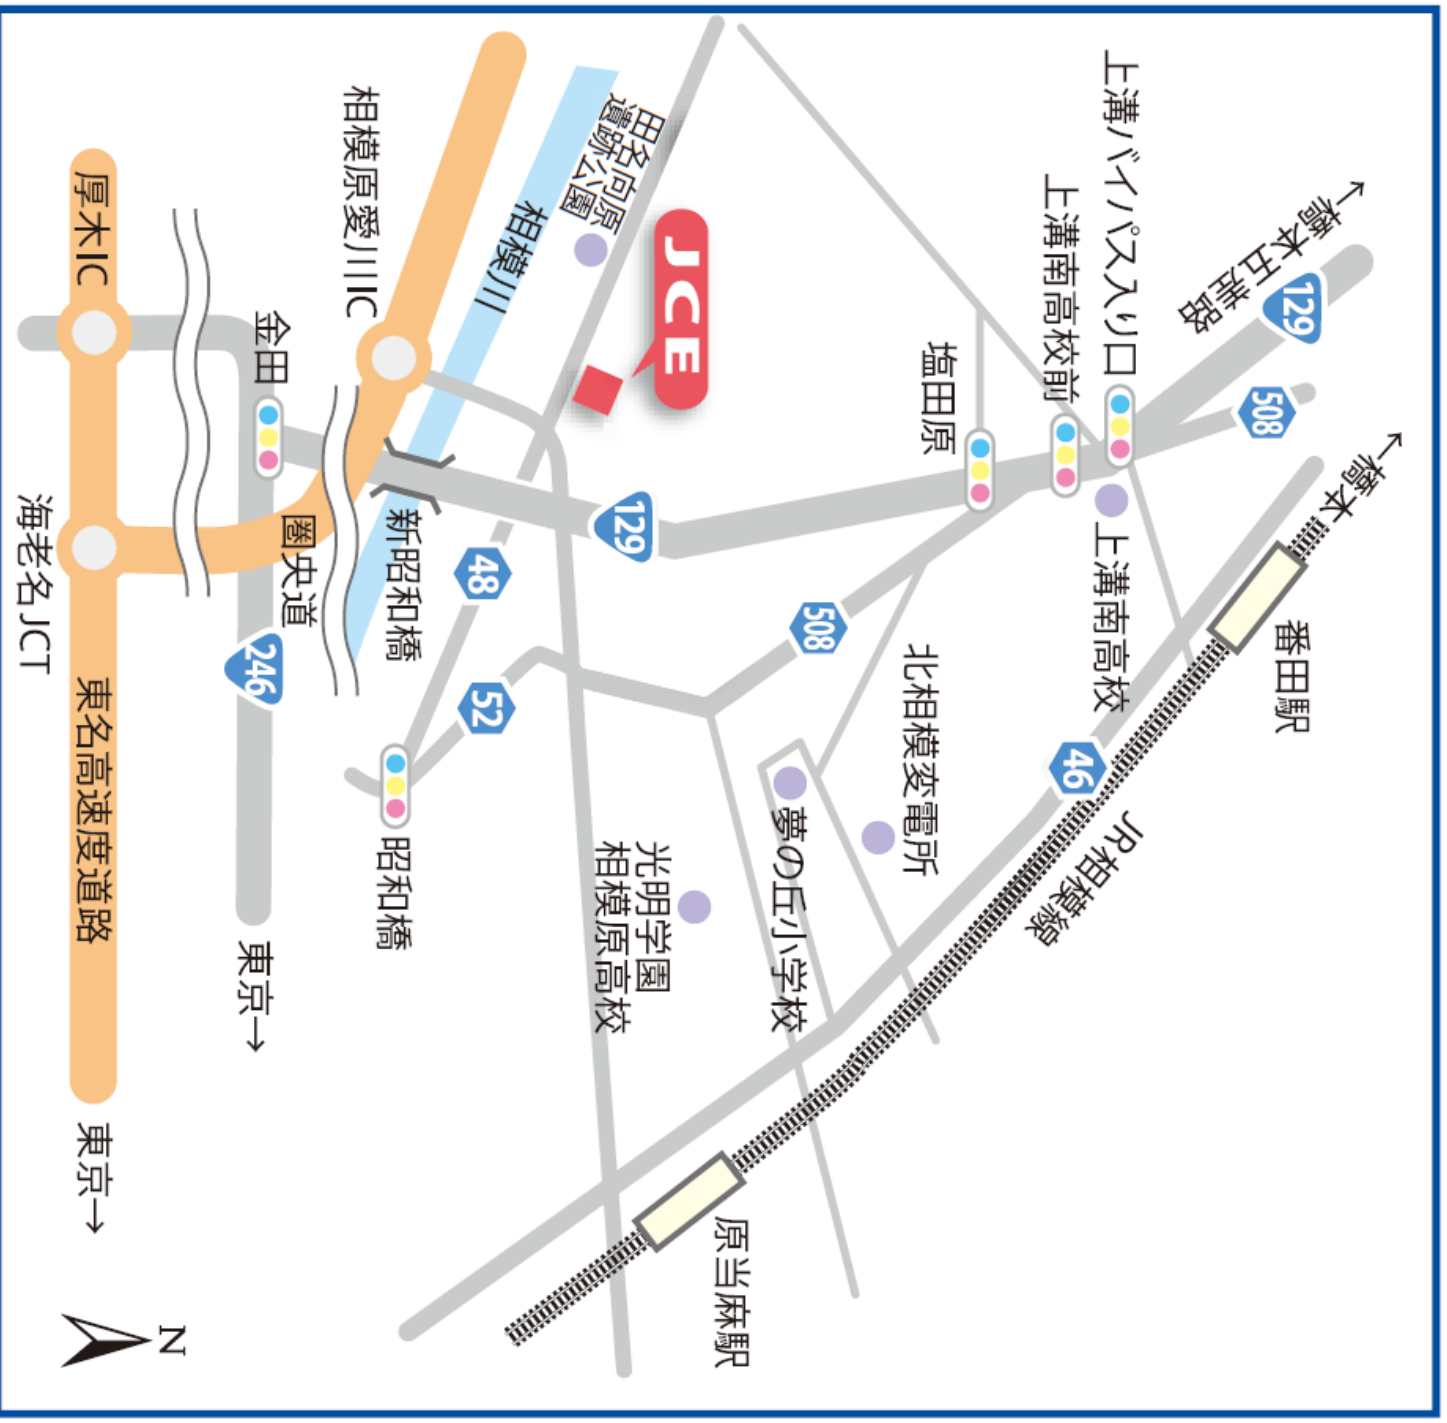 ←橋本五差路
129
508
←橋本
上溝バイパス入り口
上溝南高校前
塩田原
上溝南高校
番田駅
46
JR相模線
北相模変電所
夢の丘小学校
508
129
JCE
田名向原
遺跡公園
相模川
相模原愛川IC
48
52
新昭和橋
昭和橋
光明学園
相模原高校
原当麻駅
金田
圏央道
246
東京→
厚木IC
海老名JCT
東名高速度道路
東京→
N